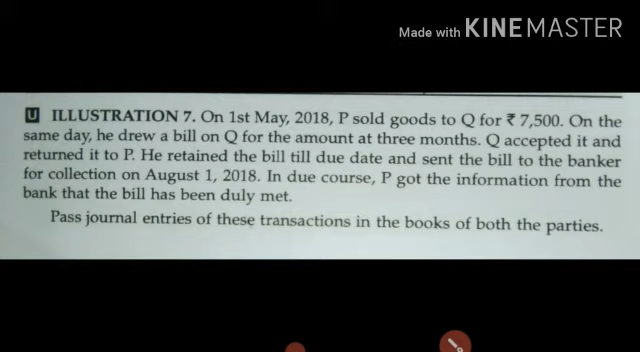 Made with KINEMASTER
U ILLUSTRATION 7. On 1st May, 2018, P sold goods to Q for ₹ 7,500. On the
same day, he drew a bill on Q for the amount at three months. Q accepted it and
returned it to P. He retained the bill till due date and sent the bill to the banker
for collection on August 1, 2018. In due course, P got the information from the
bank that the bill has been duly met.
Pass journal entries of these transactions in the books of both the parties.